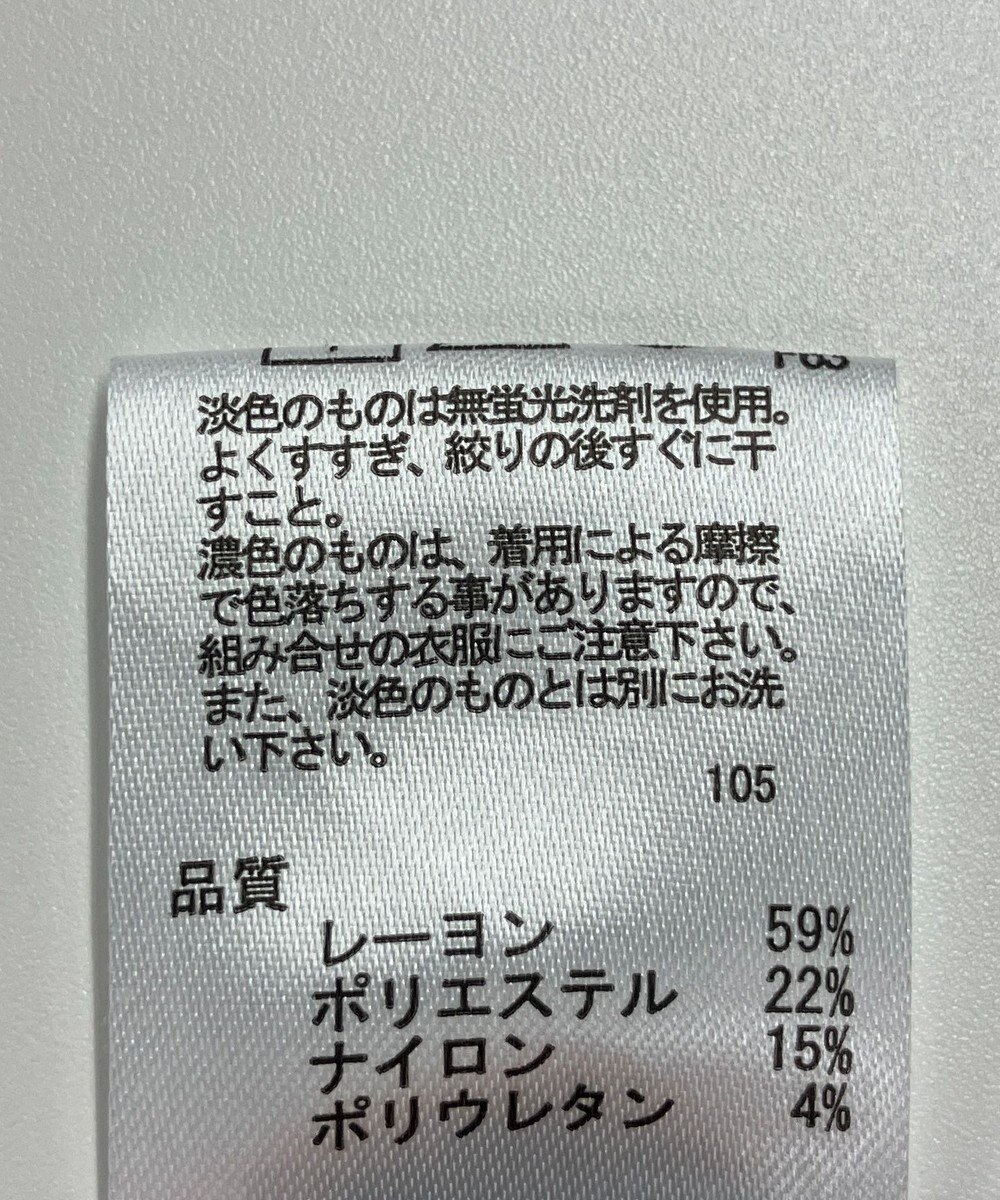 淡色のものは無蛍光洗剤を使用。
よくすすぎ、絞りの後すぐに干
すこと。
濃色のものは、着用による摩擦
で色落ちする事がありますので、
組み合せの衣服にご注意下さい。
また、淡色のものとは別にお洗
い下さい。
105
品質
レーヨン 59%
ポリエステル 22%
ナイロン 15%
ポリウレタン 4%